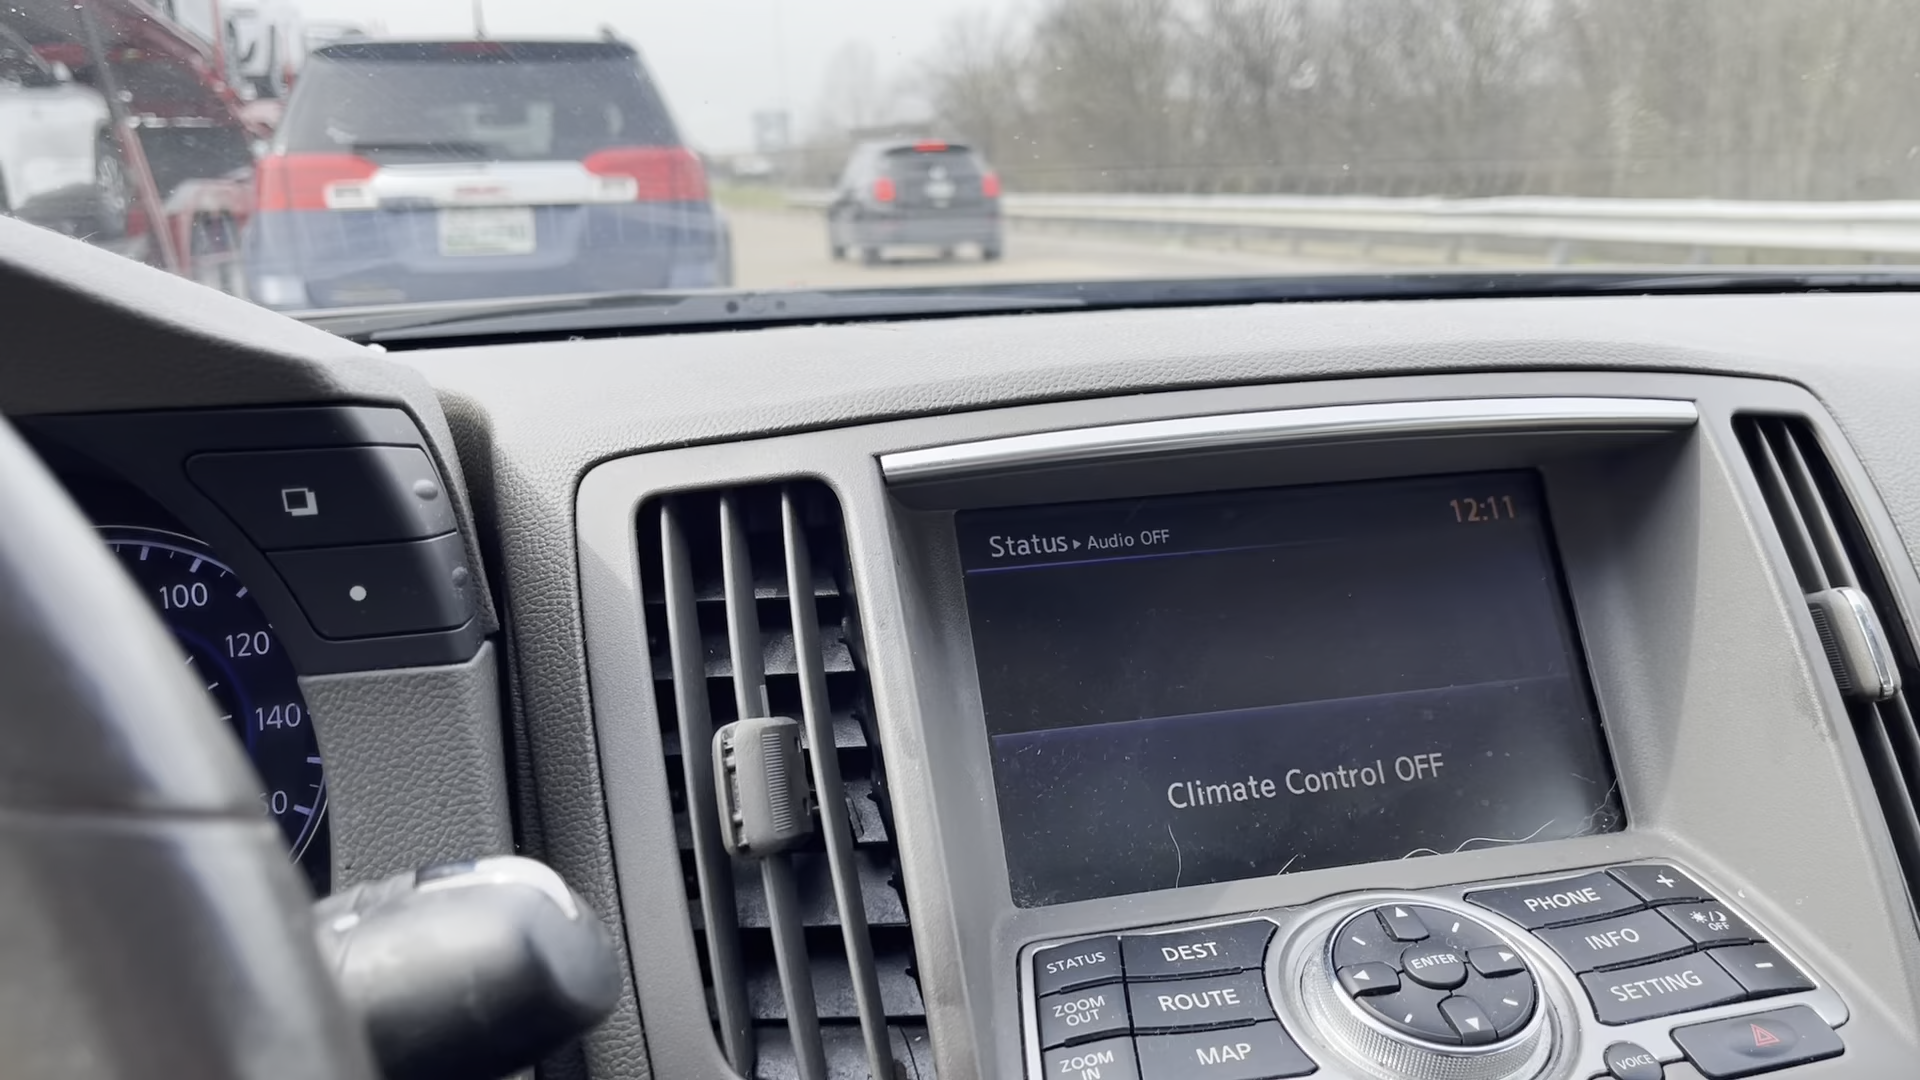 12:11
Status ▸ Audio OFF
Climate Control OFF
100
120
140
60
STATUS
DEST
ZOOM
OUT
ROUTE
ZOOM
IN
MAP
ENTER
PHONE
+
INFO
OFF
SETTING
-
VOICE